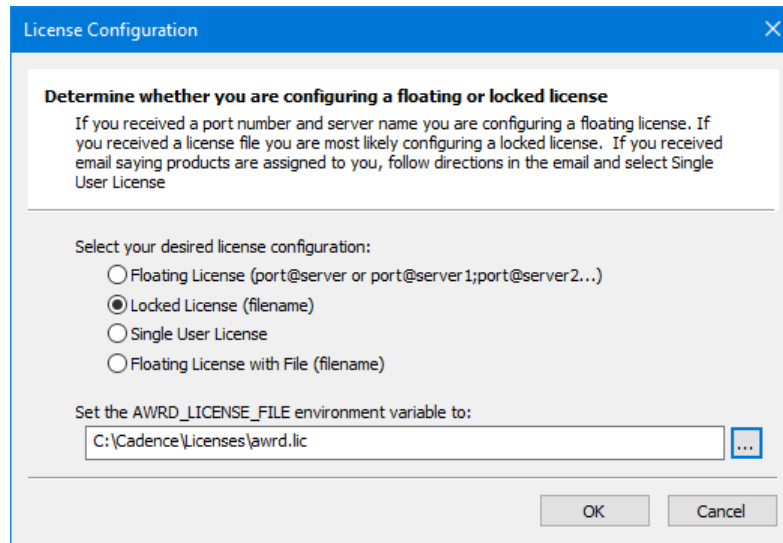 License Configuration
Determine whether you are configuring a floating or locked license
If you received a port number and server name you are configuring a floating license. If
you received a license file you are most likely configuring a locked license.  If you received
email saying products are assigned to you, follow directions in the email and select Single
User License
Select your desired license configuration:
Floating License (port@server or port@server1;port@server2...)
Locked License (filename)
Single User License
Floating License with File (filename)
Set the AWRD_LICENSE_FILE environment variable to:
C:\Cadence\Licenses\awrd.lic
...
OK
Cancel